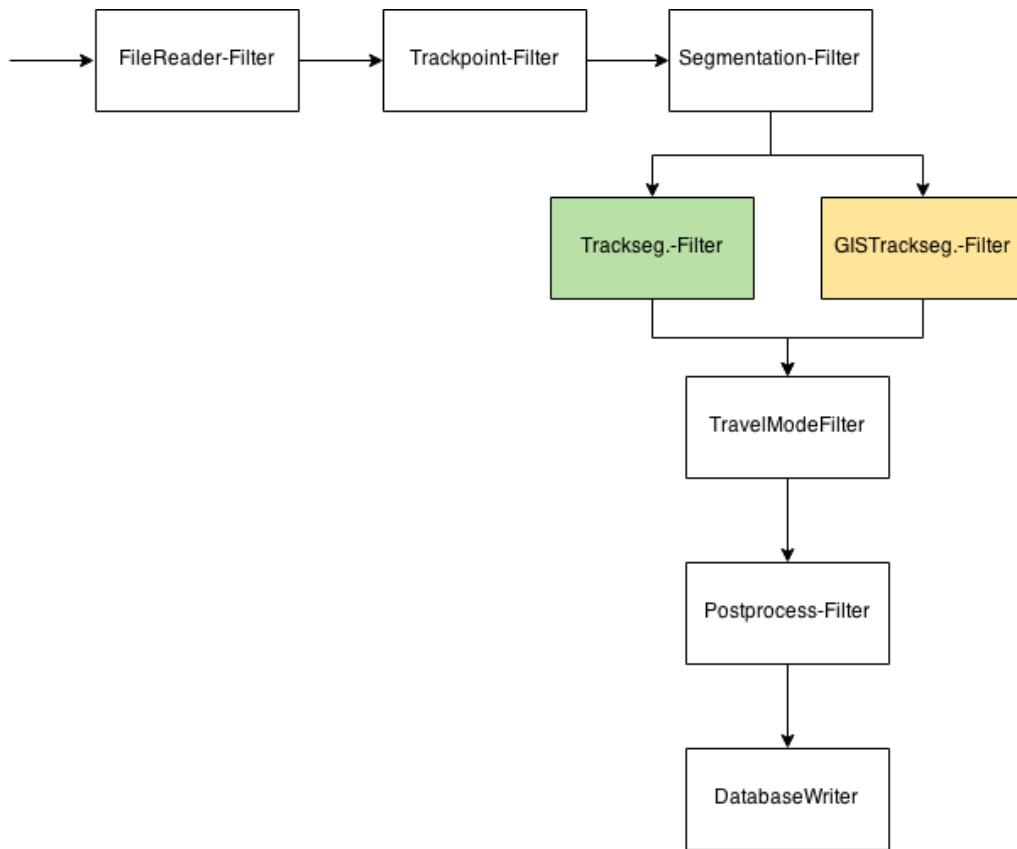 FileReader-Filter
Trackpoint-Filter
Segmentation-Filter
Trackseg.-Filter
GISTrackseg.-Filter
TravelModeFilter
Postprocess-Filter
DatabaseWriter